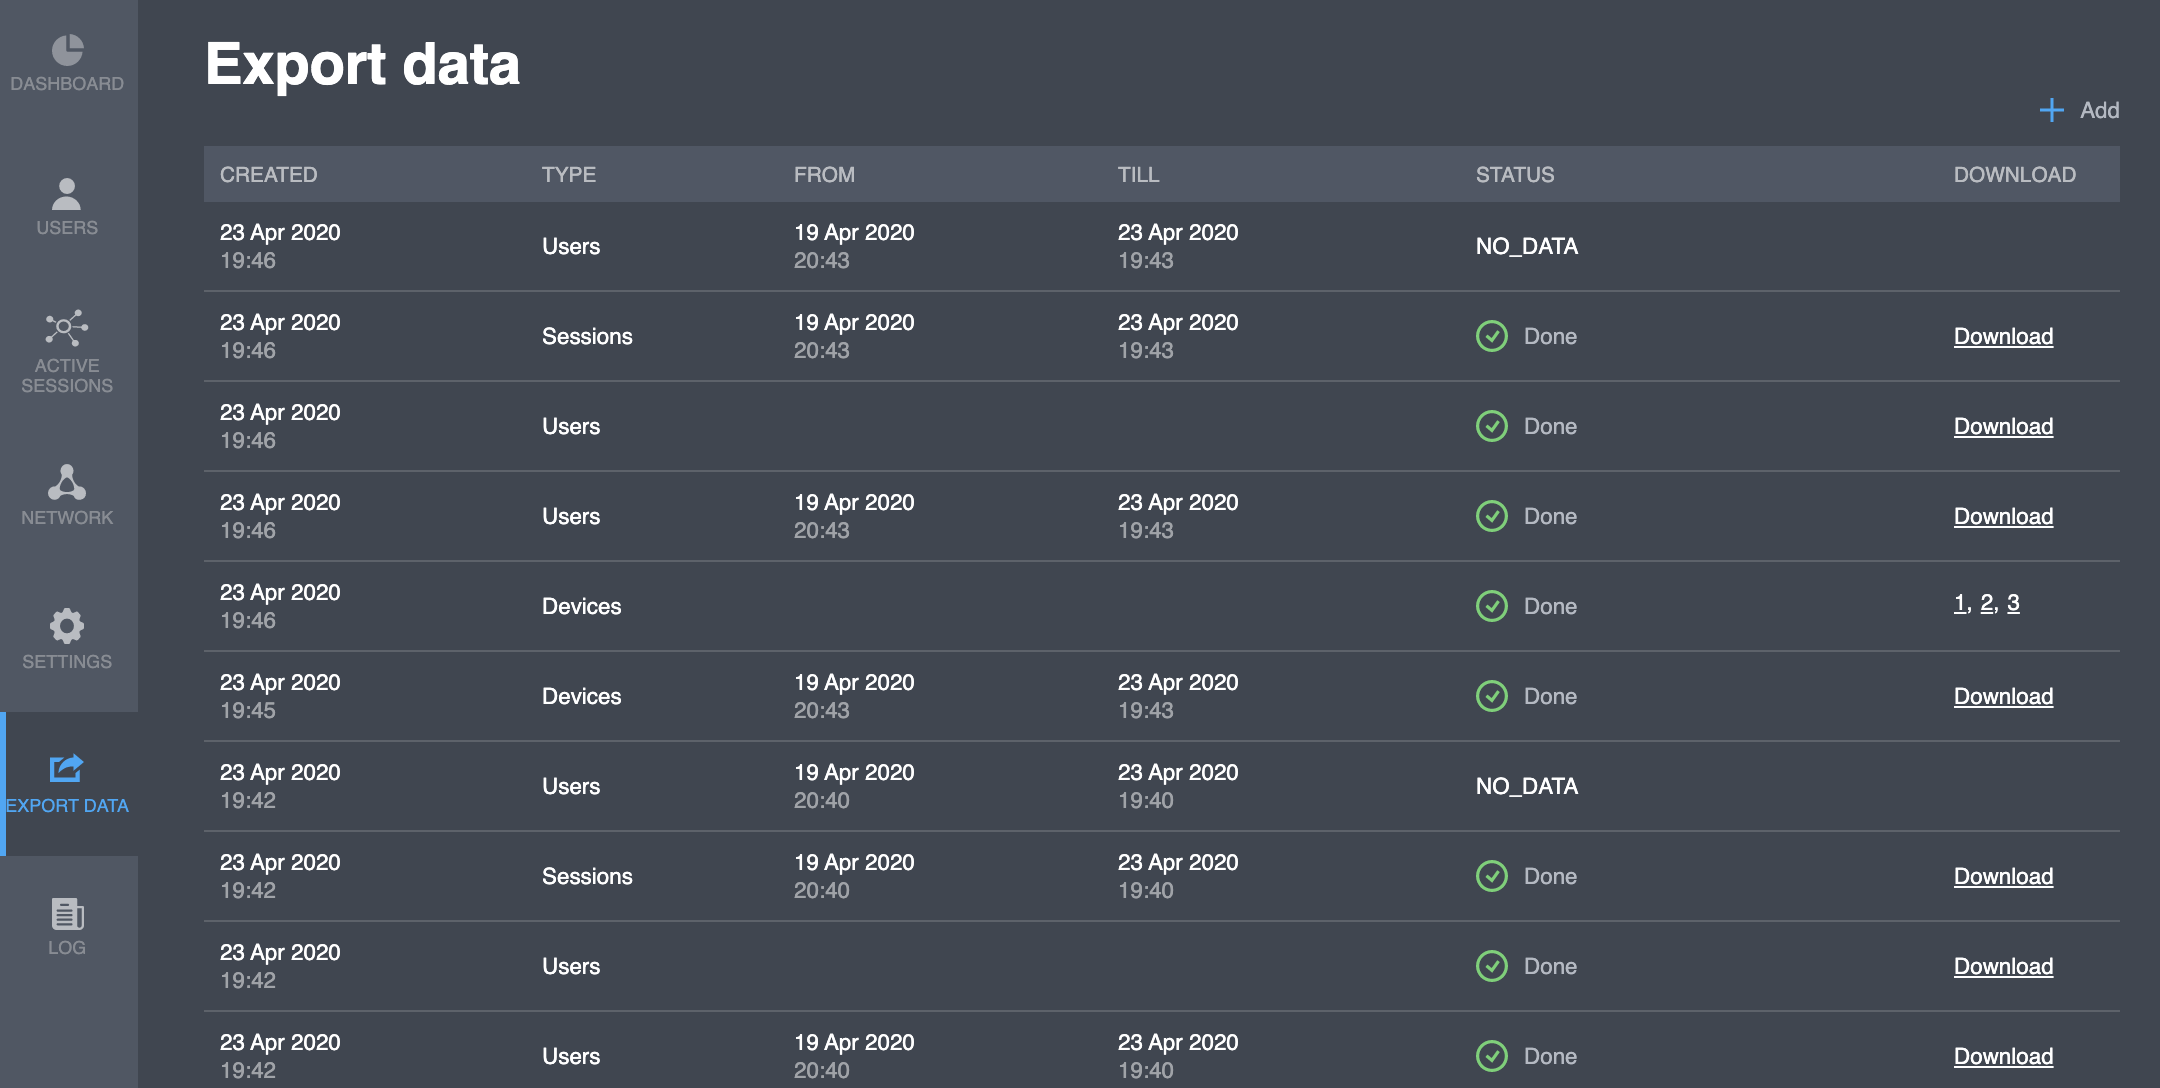 DASHBOARD
USERS
ACTIVE
SESSIONS
NETWORK
SETTINGS
EXPORT DATA
LOG
Export data
Add
CREATED TYPE FROM TILL STATUS DOWNLOAD
23 Apr 2020 19 Apr 2020 23 Apr 2020
Users NO_DATA
19:46 20:43 19:43
23 Apr 2020 19 Apr 2020 23 Apr 2020
Sessions Done Download
19:46 20:43 19:43
23 Apr 2020
Users Done Download
19:46
23 Apr 2020 19 Apr 2020 23 Apr 2020
Users Done Download
19:46 20:43 19:43
23 Apr 2020
Devices Done 1, 2, 3
19:46
23 Apr 2020 19 Apr 2020 23 Apr 2020
Devices Done Download
19:45 20:43 19:43
23 Apr 2020 19 Apr 2020 23 Apr 2020
Users NO_DATA
19:42 20:40 19:40
23 Apr 2020 19 Apr 2020 23 Apr 2020
Sessions Done Download
19:42 20:40 19:40
23 Apr 2020
Users Done Download
19:42
23 Apr 2020 19 Apr 2020 23 Apr 2020
Users Done Download
19:42 20:40 19:40